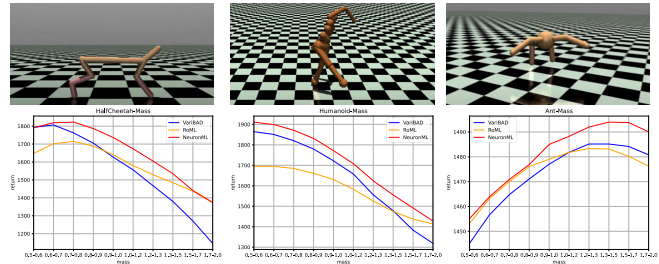 HalfCheetah-Mass
VariBAD
RoML
NeuronML
return
1800
1700
1600
1500
1400
1300
1200
0.5-0.6 0.6-0.7 0.7-0.8 0.8-0.9 0.9-1.0 1.0-1.2 1.2-1.3 1.3-1.5 1.5-1.7 1.7-2.0
mass
Humanoid-Mass
VariBAD
RoML
NeuronML
return
1900
1800
1700
1600
1500
1400
1300
0.5-0.6 0.6-0.7 0.7-0.8 0.8-0.9 0.9-1.0 1.0-1.2 1.2-1.3 1.3-1.5 1.5-1.7 1.7-2.0
mass
Ant-Mass
VariBAD
RoML
NeuronML
return
1490
1480
1470
1460
1450
0.5-0.6 0.6-0.7 0.7-0.8 0.8-0.9 0.9-1.0 1.0-1.2 1.2-1.3 1.3-1.5 1.5-1.7 1.7-2.0
mass